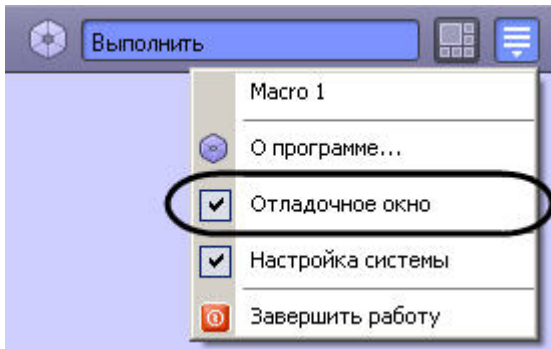 Выполнить
Macro 1
О программе...
Отладочное окно
Настройка системы
Завершить работу